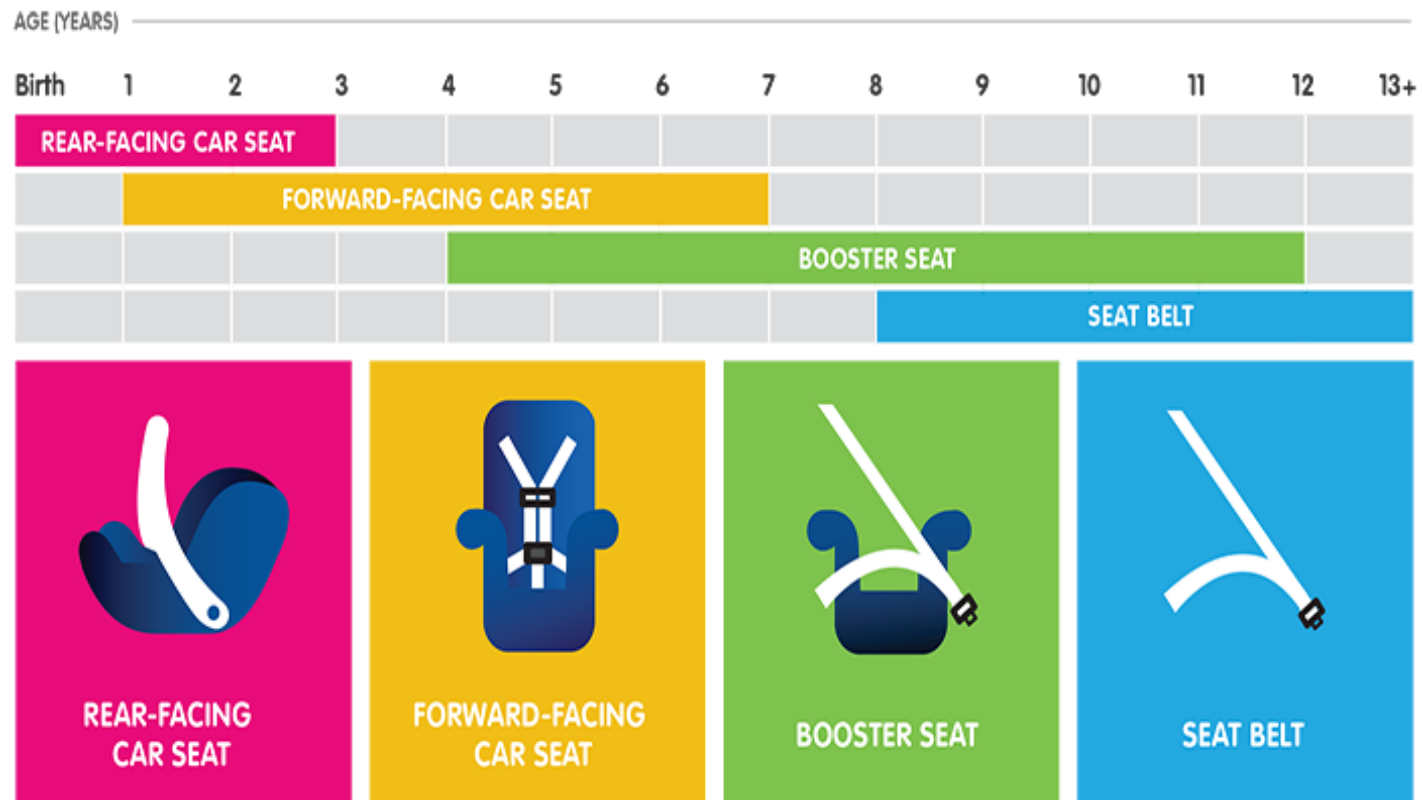 AGE (YEARS)
Birth 1 2 3 4 5 6 7 8 9 10 11 12 13+
REAR-FACING CAR SEAT
FORWARD-FACING CAR SEAT
BOOSTER SEAT
SEAT BELT
REAR-FACING
CAR SEAT
FORWARD-FACING
CAR SEAT
BOOSTER SEAT
SEAT BELT